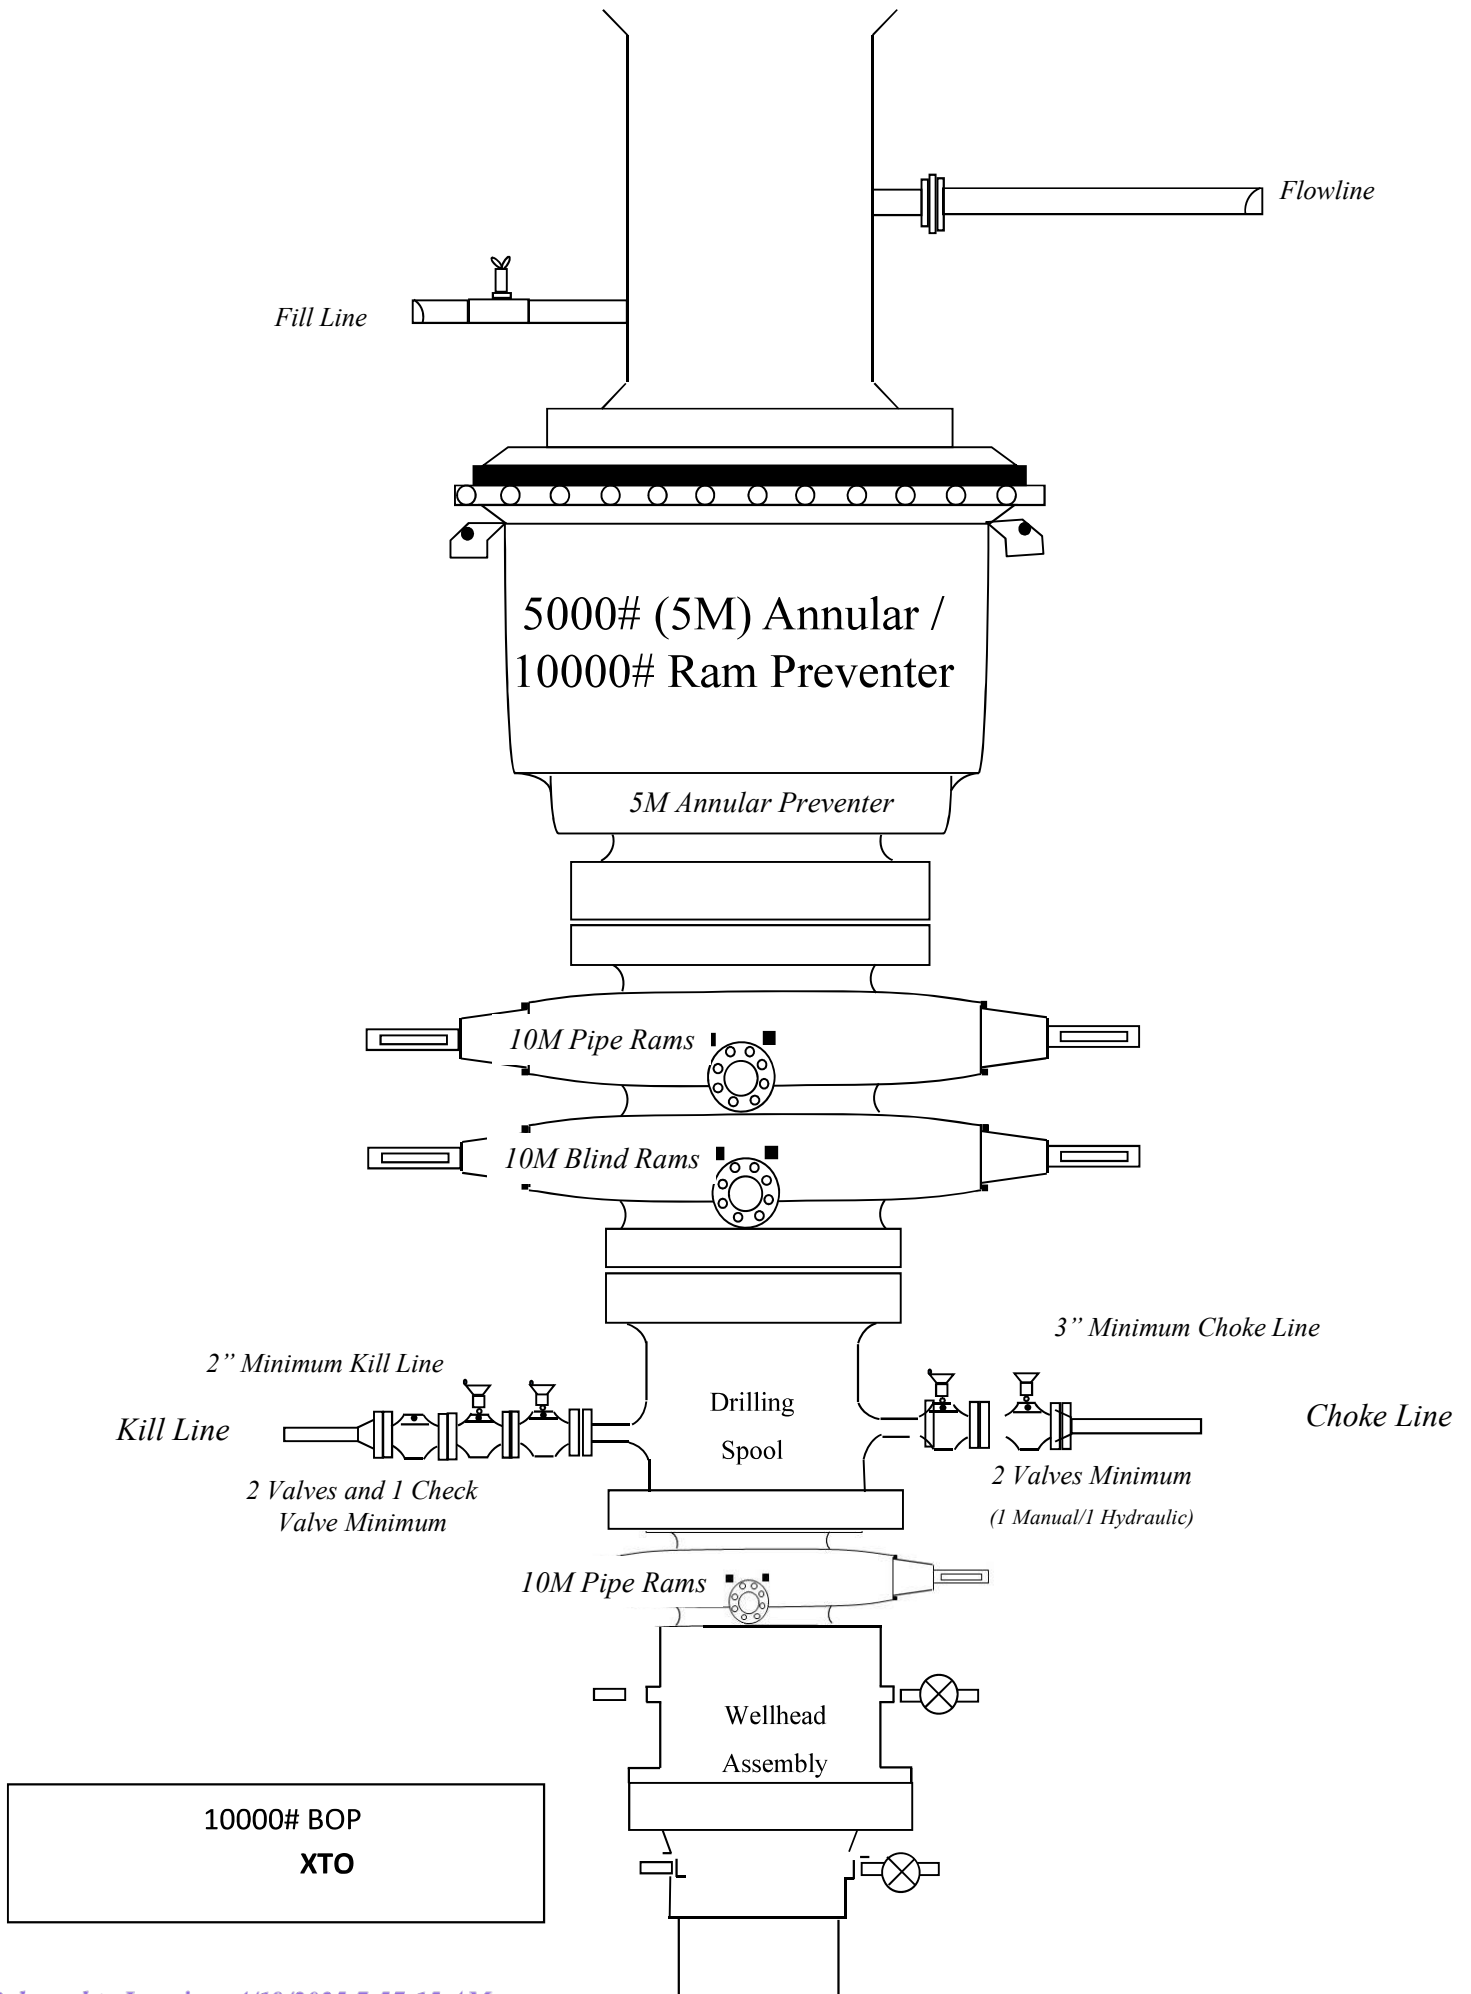 Flowline
Fill Line
5000# (5M) Annular /
10000# Ram Preventer
5M Annular Preventer
10M Pipe Rams
10M Blind Rams
3” Minimum Choke Line
2” Minimum Kill Line
Drilling
Spool
Kill Line
Choke Line
2 Valves and 1 Check
Valve Minimum
2 Valves Minimum
(1 Manual/1 Hydraulic)
10M Pipe Rams
Wellhead
Assembly
10000# BOP
XTO